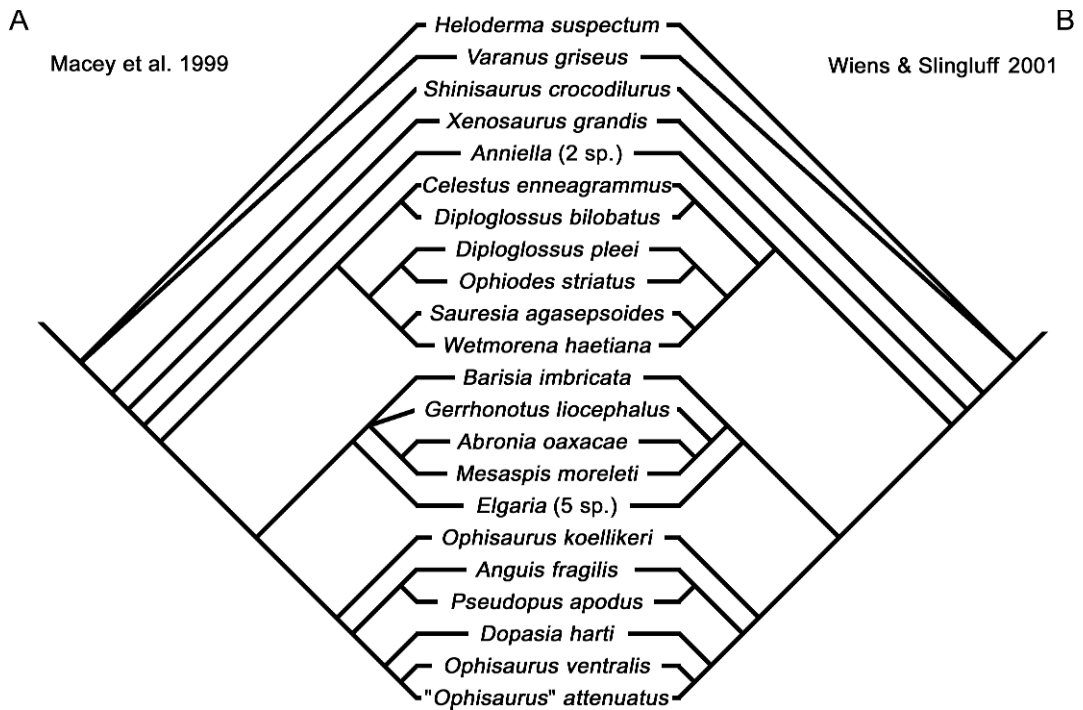 A
B
Macey et al. 1999
Wiens & Slingluff 2001
Heloderma suspectum
Varanus griseus
Shinisaurus crocodilurus
Xenosaurus grandis
Anniella (2 sp.)
Celestus enneagrammus
Diploglossus bilobatus
Diploglossus pleei
Ophiodes striatus
Sauresia agasepsoides
Wetmorena haetiana
Barisia imbricata
Gerrhonotus liocephalus
Abronia oaxacae
Mesaspis moreleti
Elgaria (5 sp.)
Ophisaurus koellikeri
Anguis fragilis
Pseudopus apodus
Dopasia harti
Ophisaurus ventralis
"Ophisaurus" attenuatus